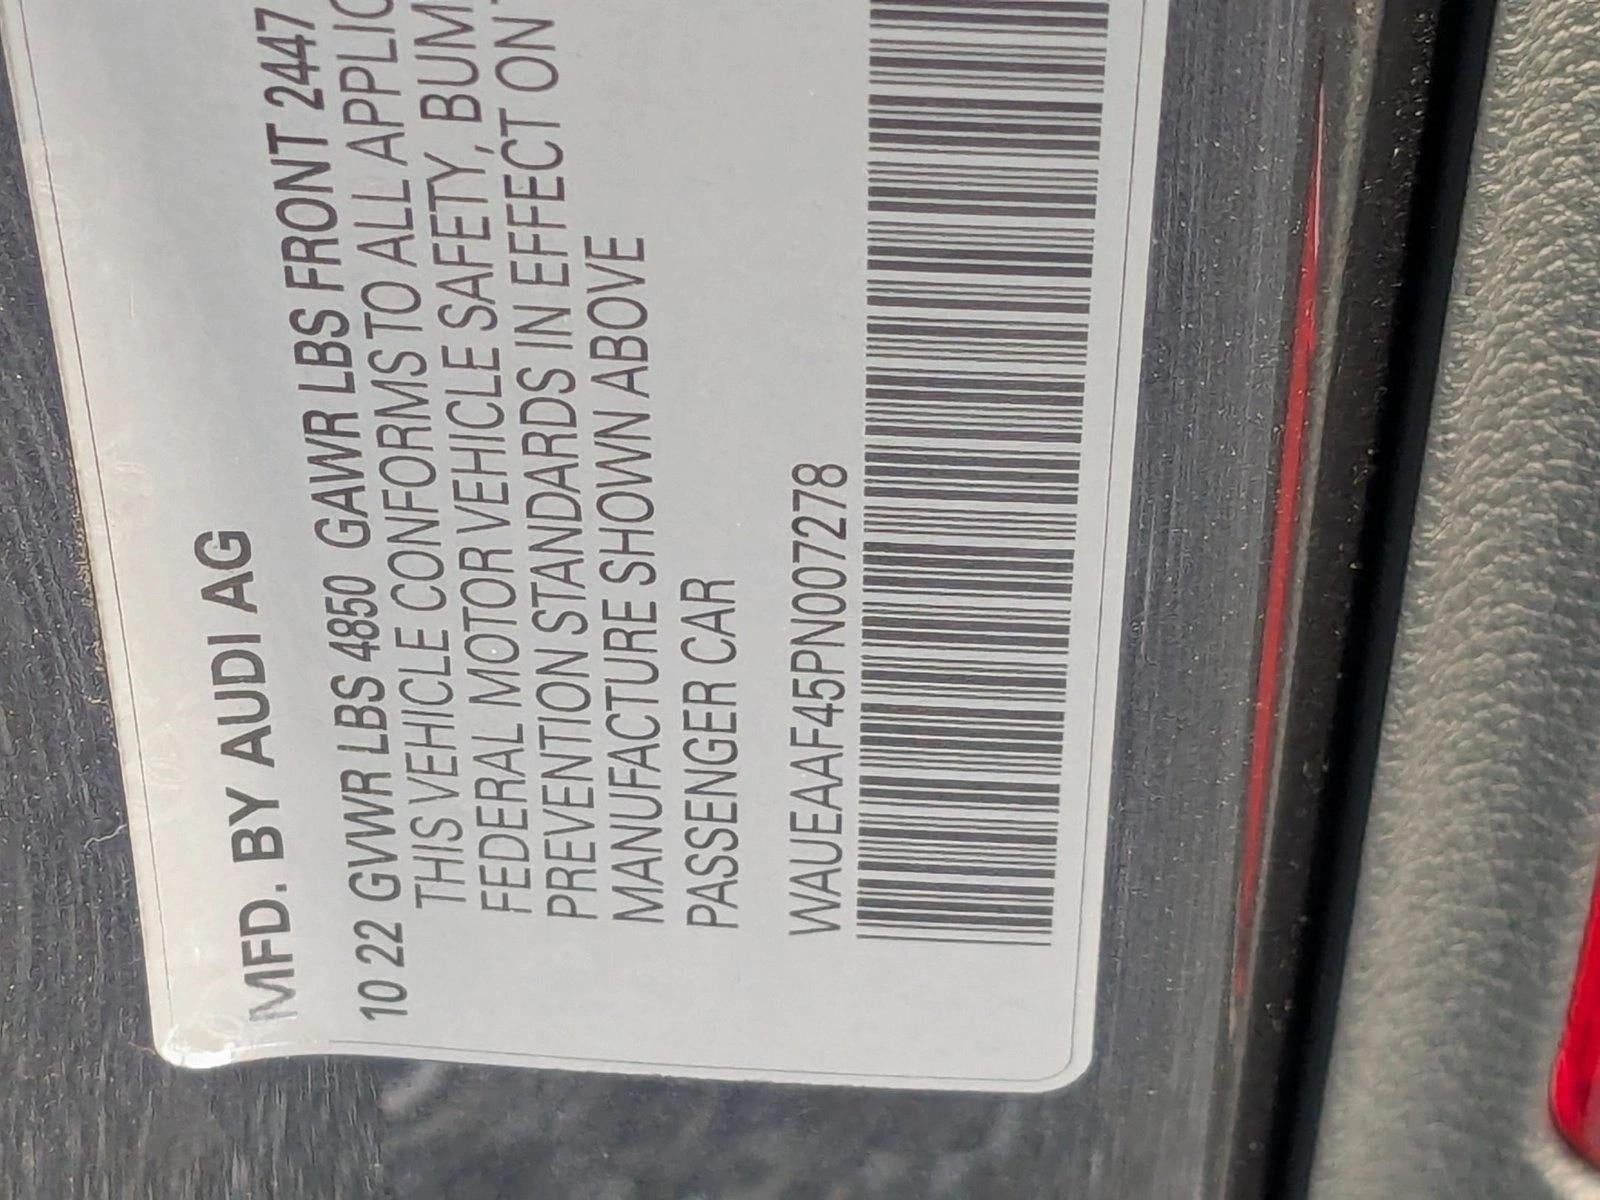 MFD. BY AUDI AG
10 22 GVWR LBS 4850 GAWR LBS FRONT 2447
THIS VEHICLE CONFORMS TO ALL APPLIC
FEDERAL MOTOR VEHICLE SAFETY, BUM
PREVENTION STANDARDS IN EFFECT ON
MANUFACTURE SHOWN ABOVE
PASSENGER CAR
WAUEAAF45PN007278